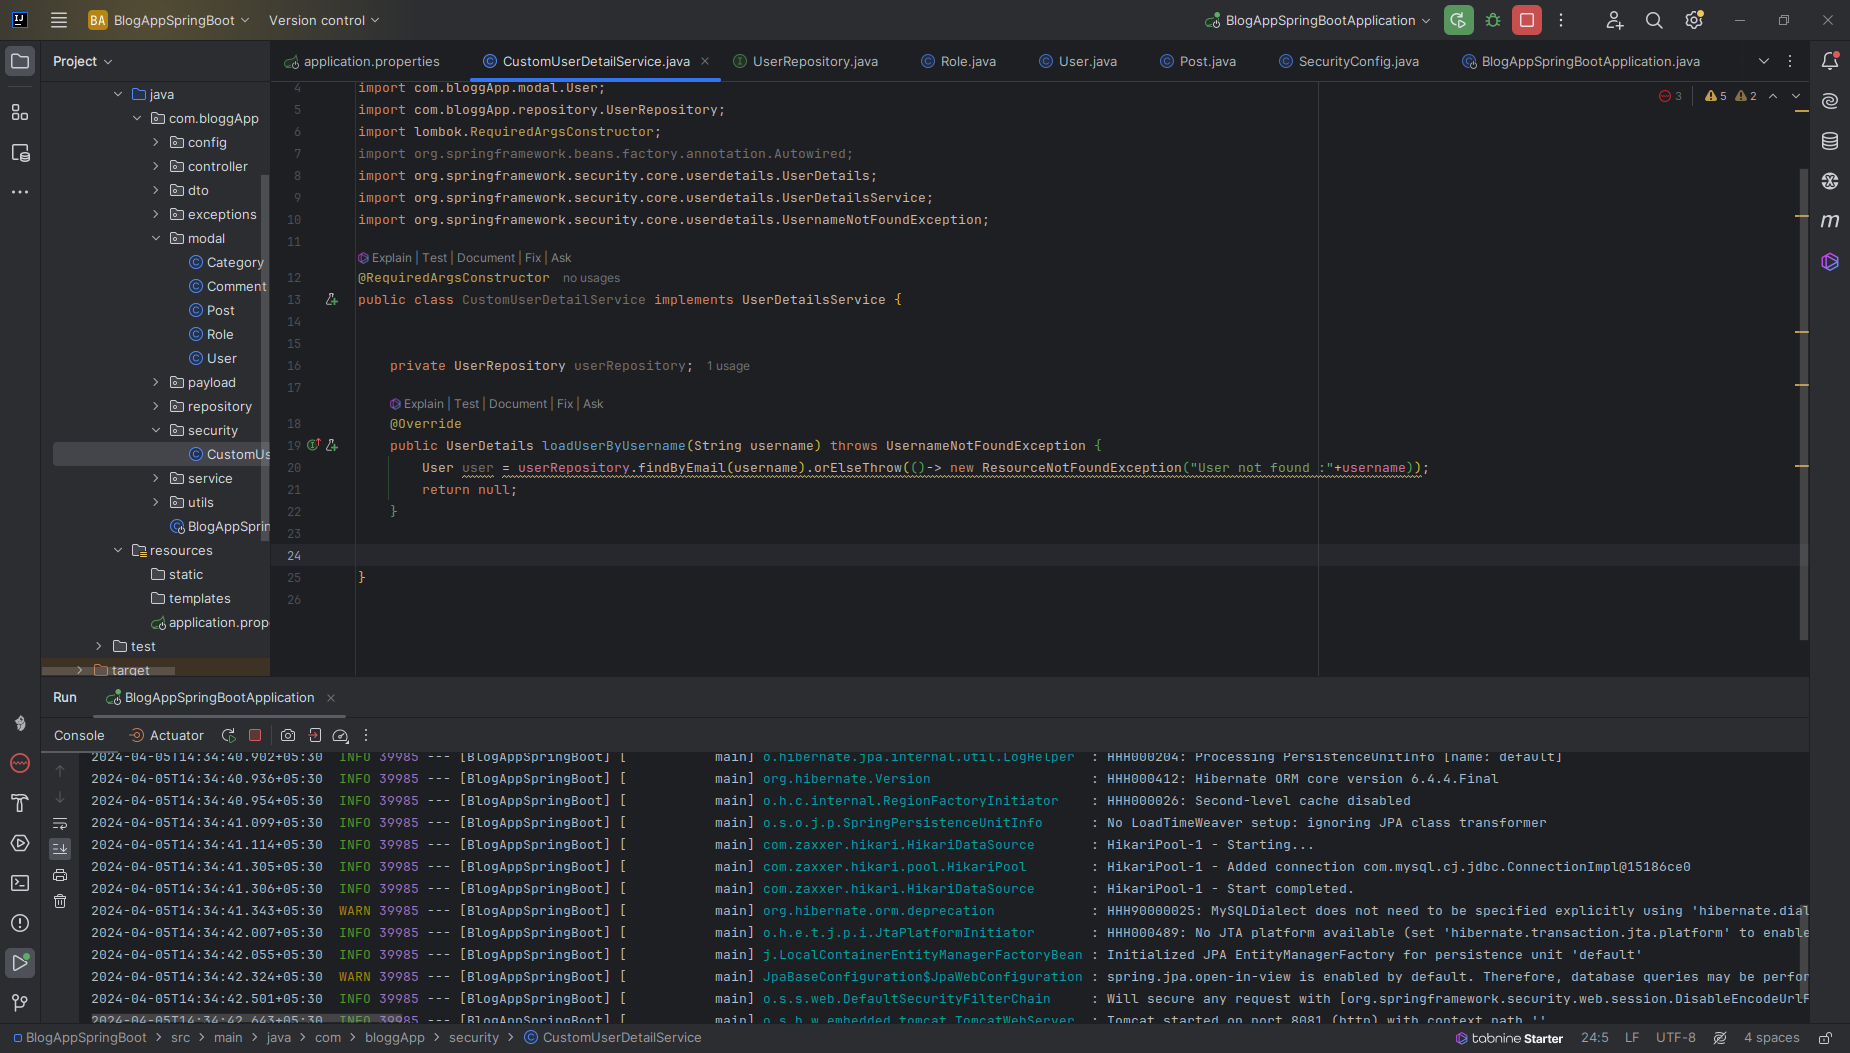 BA BlogAppSpringBoot
Version control
BlogAppSpringBootApplication
Project
application.properties
CustomUserDetailService.java
UserRepository.java
Role.java
User.java
Post.java
SecurityConfig.java
BlogAppSpringBootApplication.java
java
com.bloggApp
config
controller
dto
exceptions
modal
Category
Comment
Post
Role
User
payload
repository
security
CustomUs
service
utils
BlogAppSprin
resources
static
templates
application.prop
test
target
3 5 2
4 import com.bloggApp.modal.User;
5 import com.bloggApp.repository.UserRepository;
6 import lombok.RequiredArgsConstructor;
7 import org.springframework.beans.factory.annotation.Autowired;
8 import org.springframework.security.core.userdetails.UserDetails;
9 import org.springframework.security.core.userdetails.UserDetailsService;
10 import org.springframework.security.core.userdetails.UsernameNotFoundException;
11
Explain | Test | Document | Fix | Ask
12 @RequiredArgsConstructor no usages
13 public class CustomUserDetailService implements UserDetailsService {
14
15
16 private UserRepository userRepository; 1 usage
17
Explain | Test | Document | Fix | Ask
18 @Override
19 public UserDetails loadUserByUsername(String username) throws UsernameNotFoundException {
20 User user = userRepository.findByEmail(username).orElseThrow(()-> new ResourceNotFoundException("User not found :"+username));
21 return null;
22 }
23
24
25 }
26
Run BlogAppSpringBootApplication
Console Actuator
2024-04-05T14:34:40.902+05:30 INFO 39985 --- [BlogAppSpringBoot] [ main] o.hibernate.jpa.internal.util.LogHelper : HHH000204: Processing PersistenceUnitInfo [name: default]
2024-04-05T14:34:40.936+05:30 INFO 39985 --- [BlogAppSpringBoot] [ main] org.hibernate.Version : HHH000412: Hibernate ORM core version 6.4.4.Final
2024-04-05T14:34:40.954+05:30 INFO 39985 --- [BlogAppSpringBoot] [ main] o.h.c.internal.RegionFactoryInitiator : HHH000026: Second-level cache disabled
2024-04-05T14:34:41.099+05:30 INFO 39985 --- [BlogAppSpringBoot] [ main] o.s.o.j.p.SpringPersistenceUnitInfo : No LoadTimeWeaver setup: ignoring JPA class transformer
2024-04-05T14:34:41.114+05:30 INFO 39985 --- [BlogAppSpringBoot] [ main] com.zaxxer.hikari.HikariDataSource : HikariPool-1 - Starting...
2024-04-05T14:34:41.305+05:30 INFO 39985 --- [BlogAppSpringBoot] [ main] com.zaxxer.hikari.pool.HikariPool : HikariPool-1 - Added connection com.mysql.cj.jdbc.ConnectionImpl@15186ce0
2024-04-05T14:34:41.306+05:30 INFO 39985 --- [BlogAppSpringBoot] [ main] com.zaxxer.hikari.HikariDataSource : HikariPool-1 - Start completed.
2024-04-05T14:34:41.343+05:30 WARN 39985 --- [BlogAppSpringBoot] [ main] org.hibernate.orm.deprecation : HHH90000025: MySQLDialect does not need to be specified explicitly using 'hibernate.dial
2024-04-05T14:34:42.007+05:30 INFO 39985 --- [BlogAppSpringBoot] [ main] o.h.e.t.j.p.i.JtaPlatformInitiator : HHH000489: No JTA platform available (set 'hibernate.transaction.jta.platform' to enable
2024-04-05T14:34:42.055+05:30 INFO 39985 --- [BlogAppSpringBoot] [ main] j.LocalContainerEntityManagerFactoryBean : Initialized JPA EntityManagerFactory for persistence unit 'default'
2024-04-05T14:34:42.324+05:30 WARN 39985 --- [BlogAppSpringBoot] [ main] JpaBaseConfiguration$JpaWebConfiguration : spring.jpa.open-in-view is enabled by default. Therefore, database queries may be perfor
2024-04-05T14:34:42.501+05:30 INFO 39985 --- [BlogAppSpringBoot] [ main] o.s.s.web.DefaultSecurityFilterChain : Will secure any request with [org.springframework.security.web.session.DisableEncodeUrlF
2024-04-05T14:34:42.643+05:30 INFO 39985 --- [BlogAppSpringBoot] [ main] o.s.b.w.embedded.tomcat.TomcatWebServer : Tomcat started on port 8081 (http) with context path ''
BlogAppSpringBoot > src > main > java > com > bloggApp > security > CustomUserDetailService
tabnine Starter 24:5 LF UTF-8 4 spaces